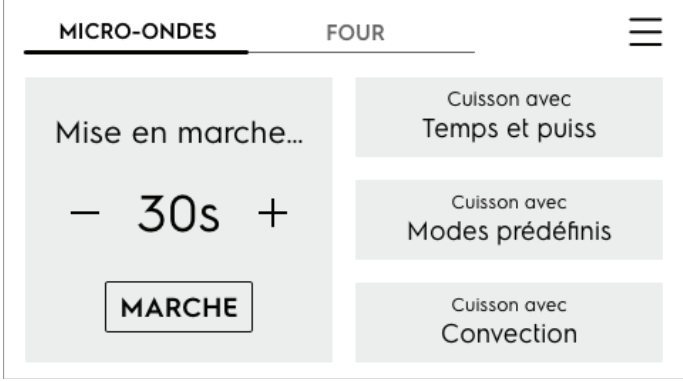 MICRO-ONDES
FOUR
Mise en marche...
− 30s +
MARCHE
Cuisson avec
Temps et puiss
Cuisson avec
Modes prédéfinis
Cuisson avec
Convection